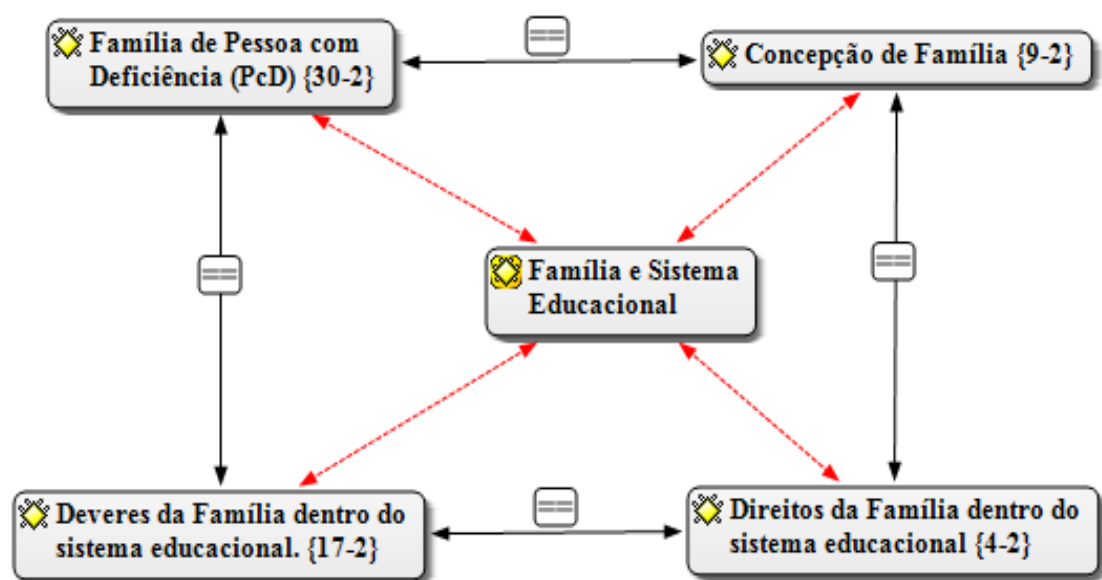 Família de Pessoa com
Deficiência (PcD) {30-2}
==
Concepção de Família {9-2}
==
==
Família e Sistema
Educacional
Deveres da Família dentro do
sistema educacional. {17-2}
==
Direitos da Família dentro do
sistema educacional {4-2}